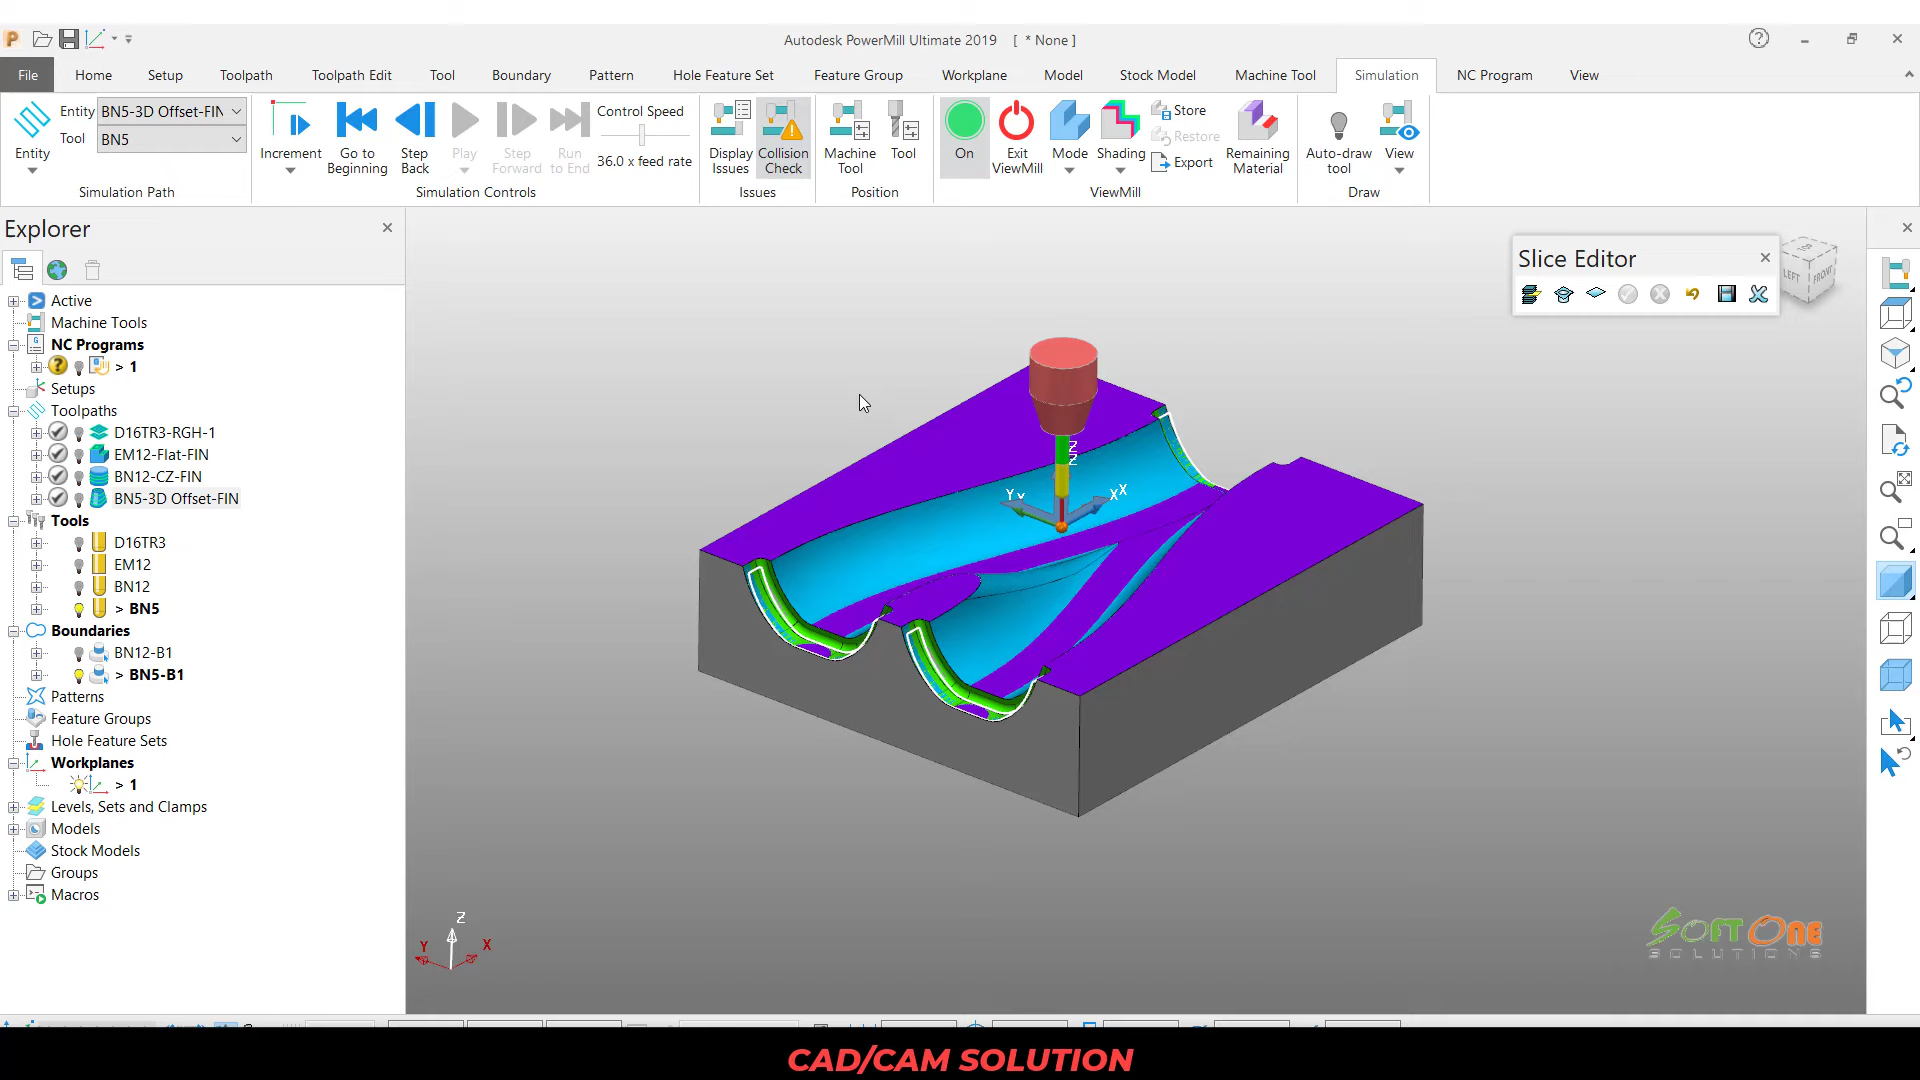 Autodesk PowerMill Ultimate 2019 [ * None ]
File Home Setup Toolpath Toolpath Edit Tool Boundary Pattern Hole Feature Set Feature Group Workplane Model Stock Model Machine Tool Simulation NC Program View
Entity
Entity BN5-3D Offset-FIN
Tool BN5
Simulation Path
Increment
Go to Beginning
Step Back
Play
Step Forward
Run to End
Control Speed
36.0 x feed rate
Simulation Controls
Display Issues
Collision Check
Issues
Machine Tool
Tool
Position
On
Exit ViewMill
Mode
Shading
Store
Restore
Export
Remaining Material
ViewMill
Auto-draw tool
View
Draw
Explorer
Active
Machine Tools
NC Programs
> 1
Setups
Toolpaths
D16TR3-RGH-1
EM12-Flat-FIN
BN12-CZ-FIN
BN5-3D Offset-FIN
Tools
D16TR3
EM12
BN12
> BN5
Boundaries
BN12-B1
> BN5-B1
Patterns
Feature Groups
Hole Feature Sets
Workplanes
> 1
Levels, Sets and Clamps
Models
Stock Models
Groups
Macros
Slice Editor
LEFT FRONT
ZZ
Y Y
X X
Z
Y
X
SOFTONE
SOLUTIONS
CAD/CAM SOLUTION